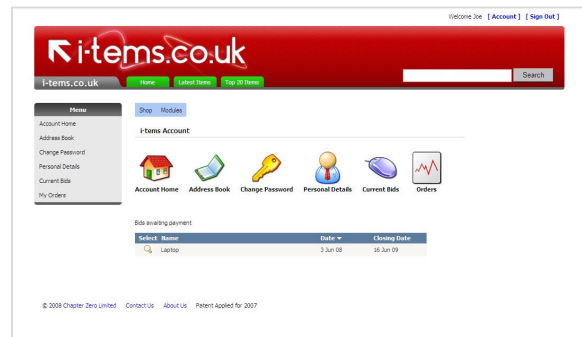 Welcome Joe [ Account ] [ Sign Out ]
i-tems.co.uk
i-tems.co.uk Home Latest Items Top 20 Items Search
Menu
Account Home
Address Book
Change Password
Personal Details
Current Bids
My Orders
Shop Modules
i-tems Account
Account Home Address Book Change Password Personal Details Current Bids Orders
Bids awaiting payment
Select Name Date Closing Date
Laptop 3 Jun 08 16 Jun 09
© 2008 Chapter Zero Limited Contact Us About Us Patent Applied for 2007